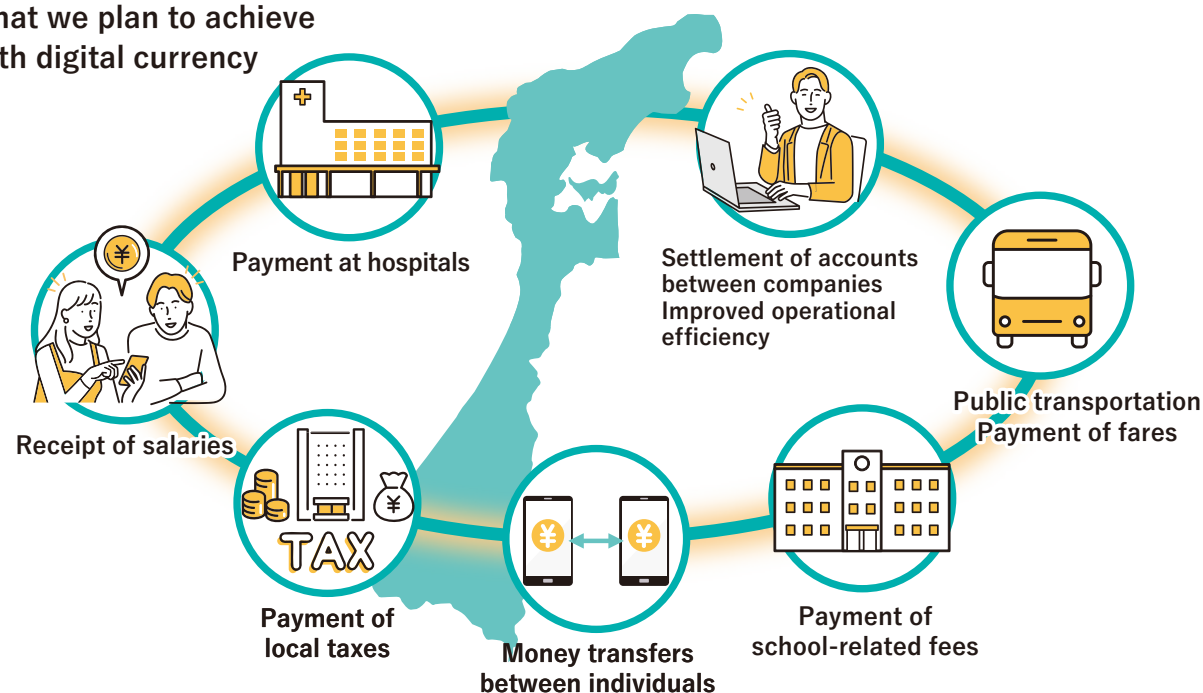 hat we plan to achieve
th digital currency
Payment at hospitals
Settlement of accounts
between companies
Improved operational
efficiency
¥
Receipt of salaries
Public transportation
Payment of fares
¥
TAX
Payment of
local taxes
¥ ¥
Money transfers
between individuals
Payment of
school-related fees